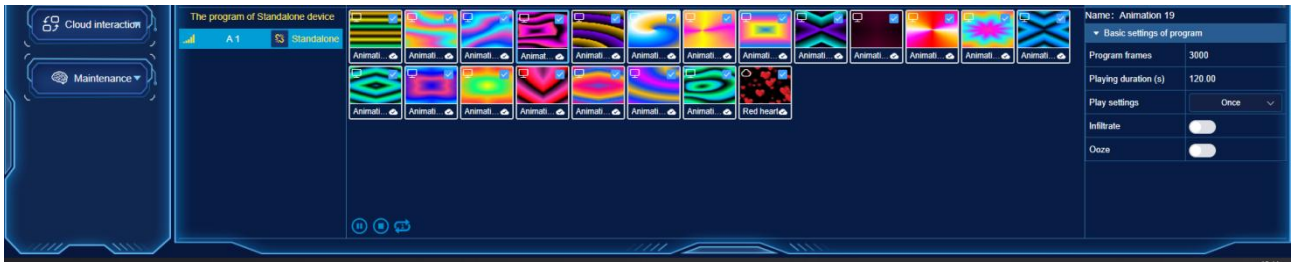 Cloud interaction
Maintenance
The program of Standalone device
A 1 Standalone
Animati... Animati... Animati... Animat... Animati... Animati... Animati... Animati... Animati... Animati... Animati... Animati... Animati...
Animati... Animati... Animati... Animati... Animati... Animati... Animati... Red heart
Name: Animation 19
Basic settings of program
Program frames 3000
Playing duration (s) 120.00
Play settings Once
Infiltrate
Ooze